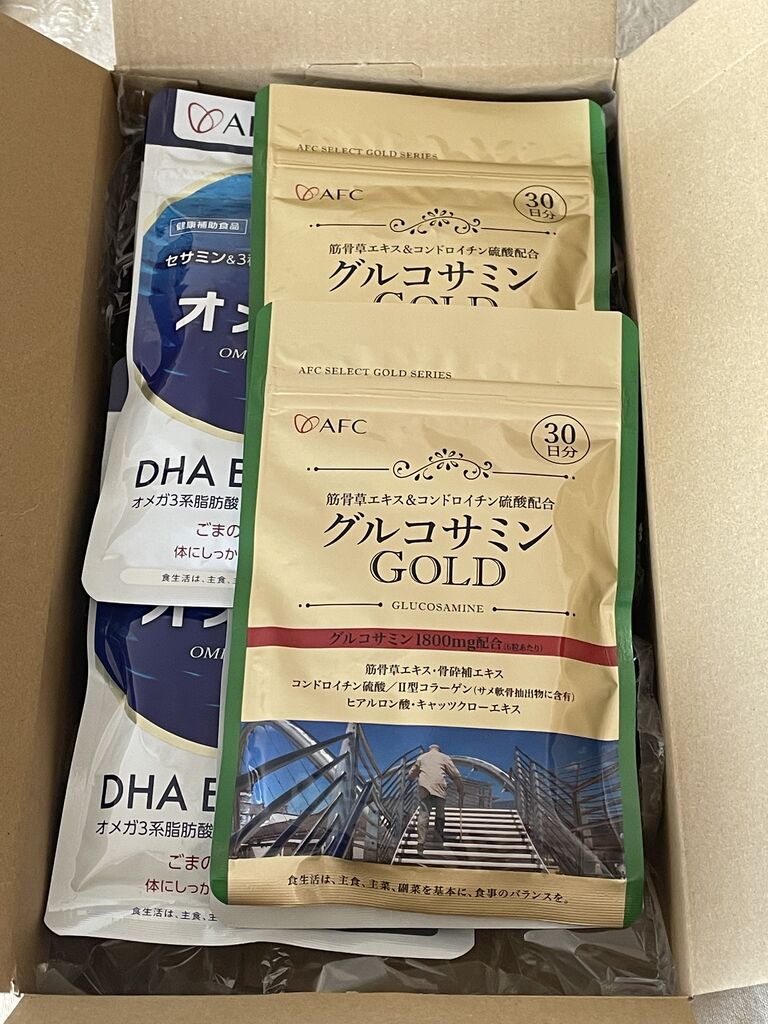 AFC SELECT GOLD SERIES
AFC
30
日分
筋骨草エキス&コンドロイチン硫酸配合
グルコサミン
GOLD
健康補助食品
セサミン&3
DHA
オメガ3系脂肪酸
ごまの
体にしっか
食生活は、主食、
AFC SELECT GOLD SERIES
AFC
30
日分
筋骨草エキス&コンドロイチン硫酸配合
グルコサミン
GOLD
GLUCOSAMINE
グルコサミン1800mg配合(6粒あたり)
筋骨草エキス・骨砕補エキス
コンドロイチン硫酸/II型コラーゲン(サメ軟骨抽出物に含有)
ヒアルロン酸・キャッツクローエキス
食生活は、主食、主菜、副菜を基本に、食事のバランスを。
DHA
オメガ3系脂肪酸
ごまの
体にしっか
食生活は、主食、